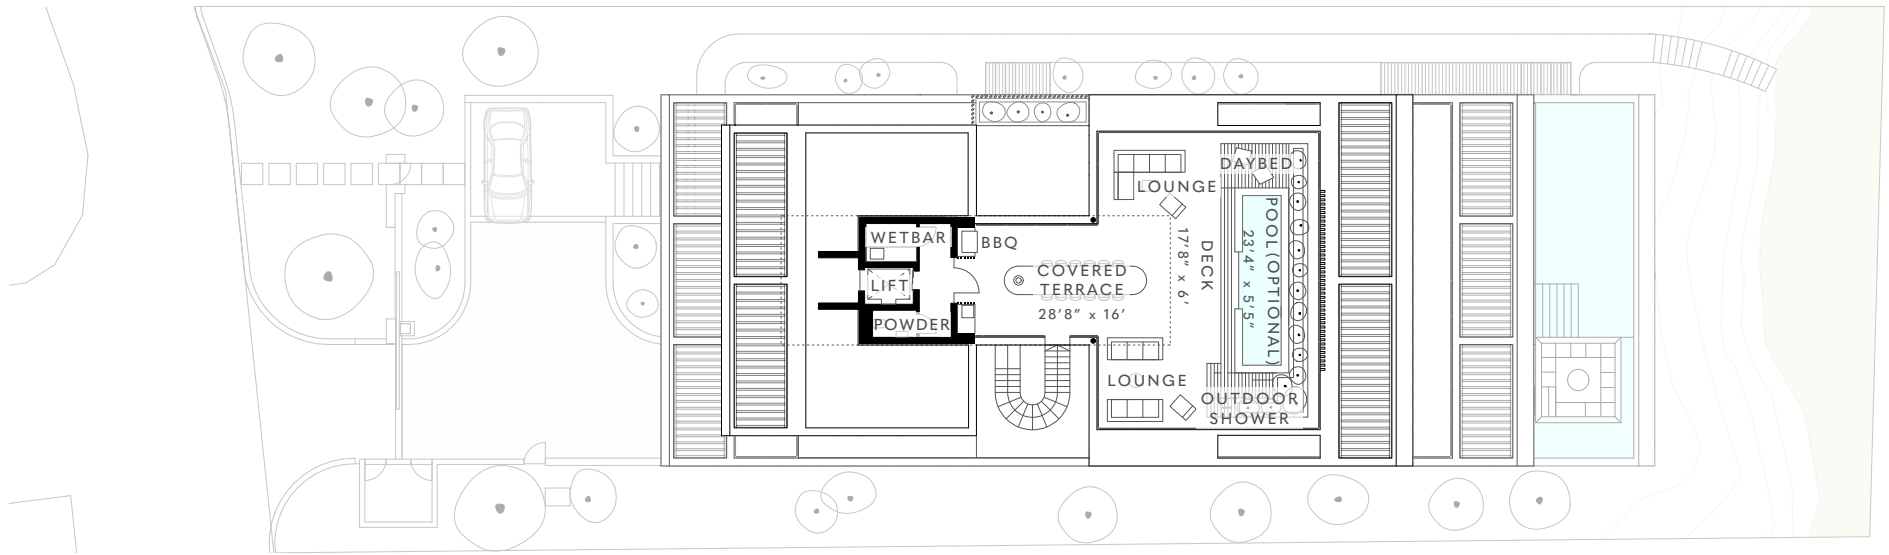 DAYBED
LOUNGE
WETBAR
BBQ
LIFT
COVERED
TERRACE
28'8" x 16'
POWDER
DECK
17'8" x 6'
POOL (OPTIONAL)
23'4" x 5'5"
LOUNGE
OUTDOOR
SHOWER